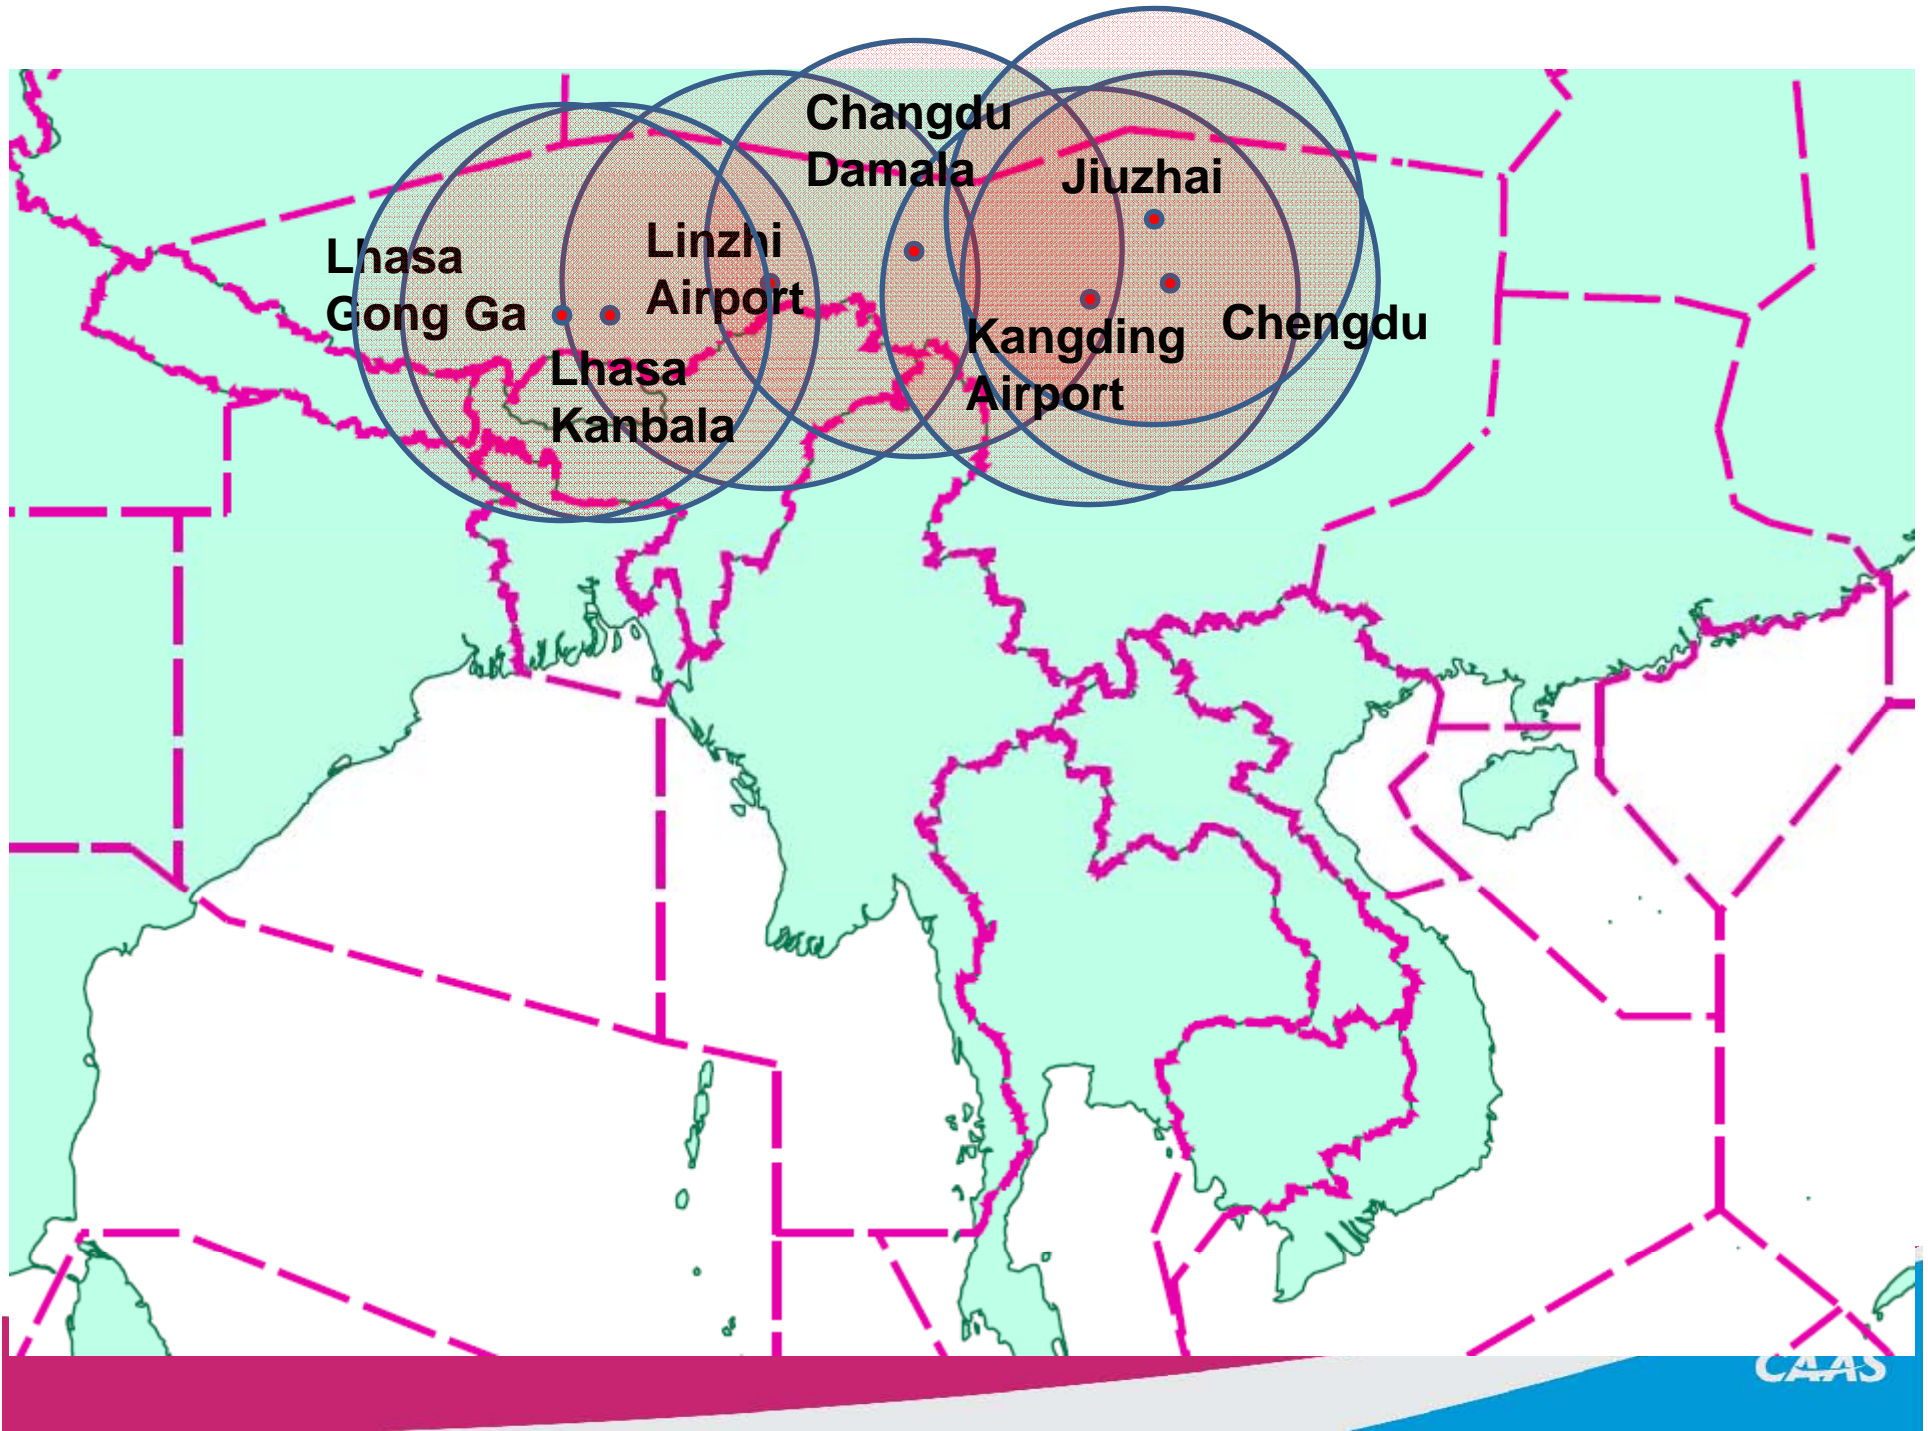 Changdu
Damala
Jiuzhai
Lhasa
Gong Ga
Linzhi
Airport
Kangding
Airport
Chengdu
Lhasa
Kanbala
CAAS